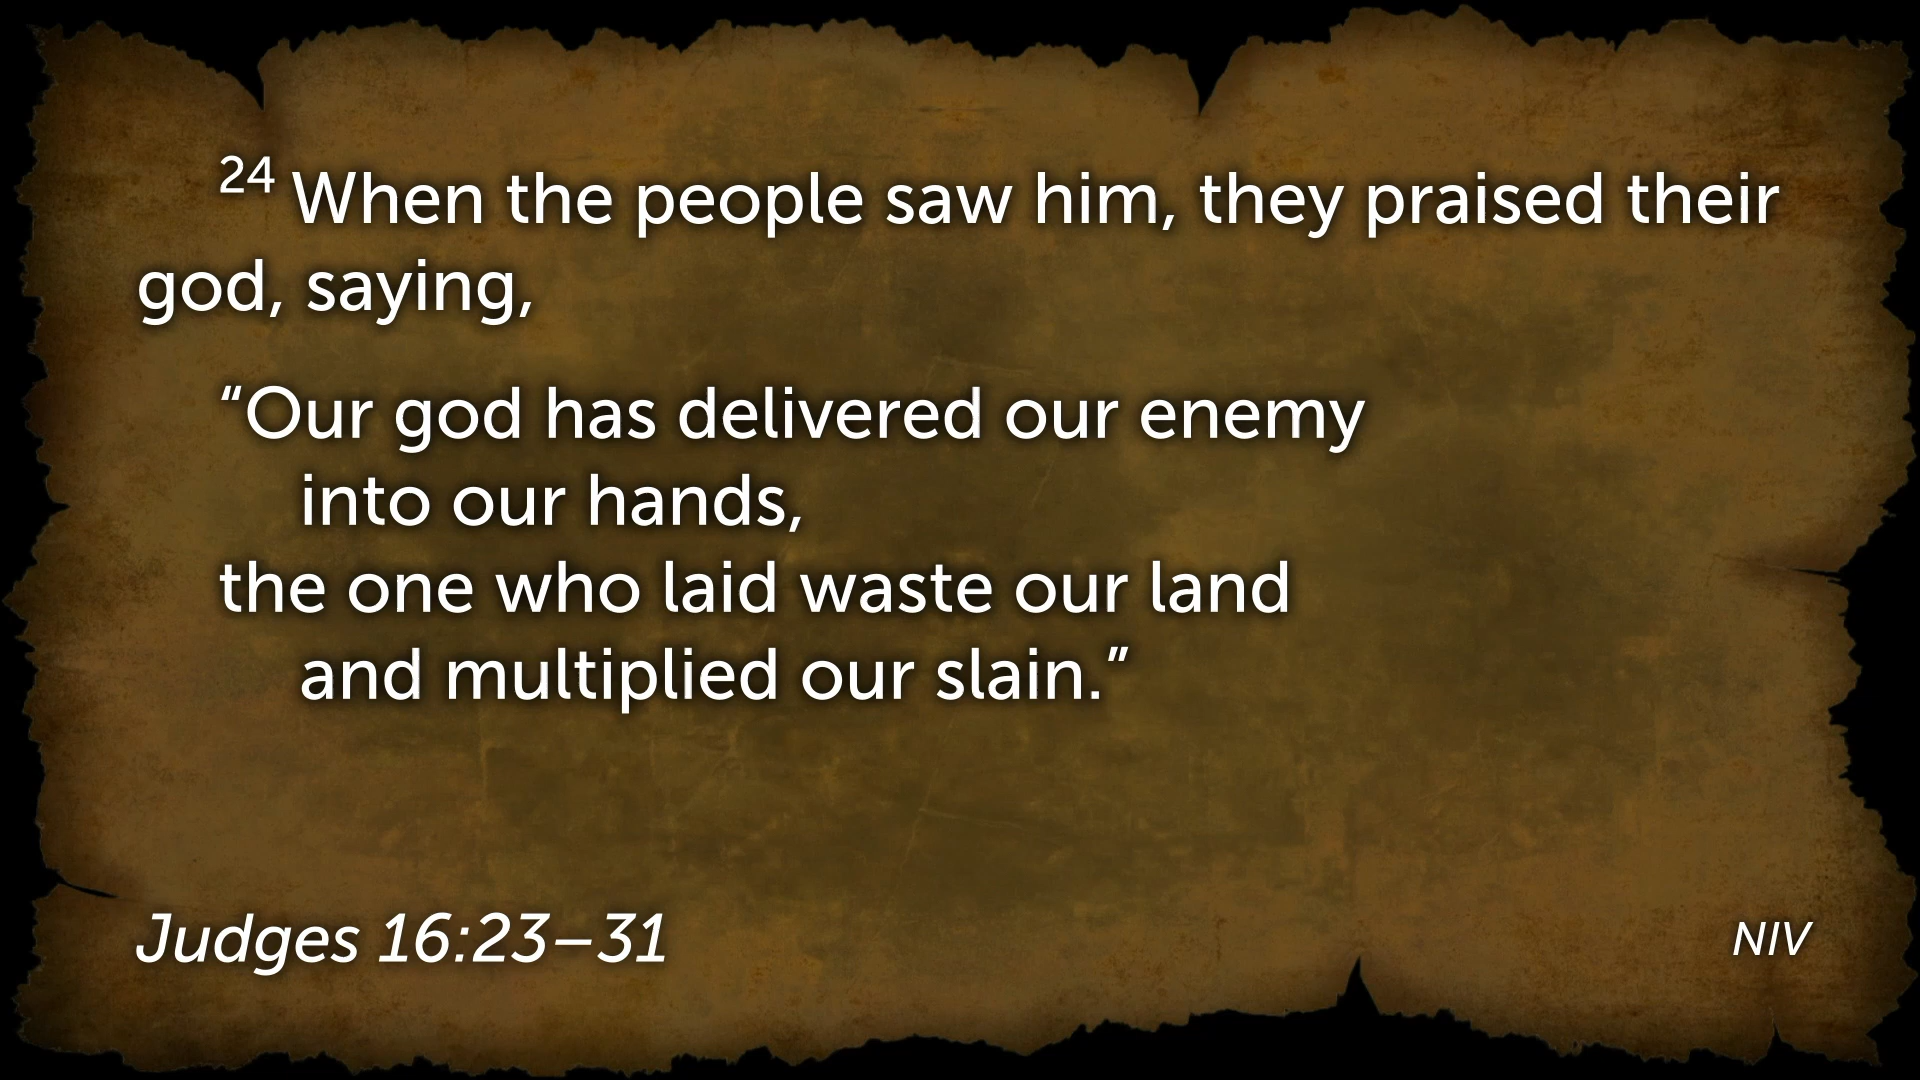 24 When the people saw him, they praised their
god, saying,
“Our god has delivered our enemy
into our hands,
the one who laid waste our land
and multiplied our slain.”
Judges 16:23–31
NIV